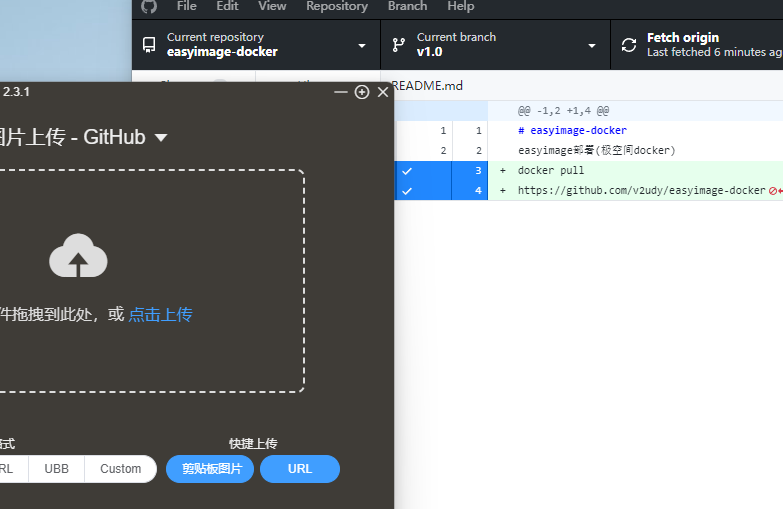 File Edit View Repository Branch Help
Current repository
easyimage-docker
Current branch
v1.0
Fetch origin
Last fetched 6 minutes ag
README.md
@@ -1,2 +1,4 @@
1 1 # easyimage-docker
2 2 easyimage部署(极空间docker)
3 + docker pull
4 + https://github.com/v2udy/easyimage-docker
2.3.1
图片上传 - GitHub
件拖拽到此处，或 点击上传
式
快捷上传
RL UBB Custom
剪贴板图片
URL